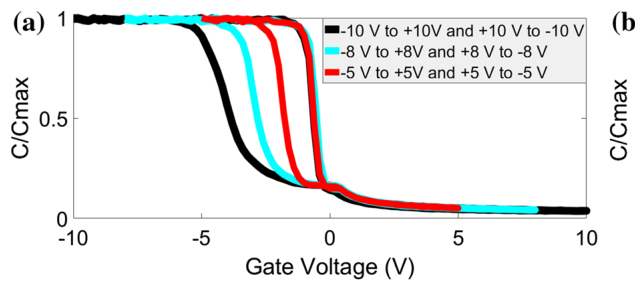 (a)
(b)
-10 V to +10V and +10 V to -10 V
-8 V to +8V and +8 V to -8 V
-5 V to +5V and +5 V to -5 V
C/Cmax
C/Cmax
1
0.5
0
-10
-5
0
5
10
Gate Voltage (V)